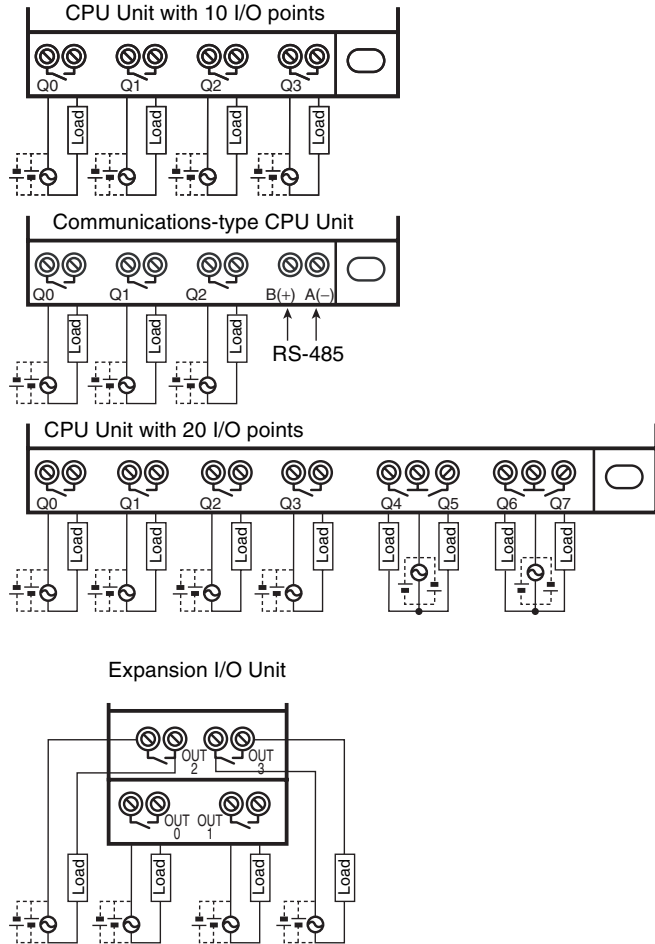 CPU Unit with 10 I/O points
Q0 Q1 Q2 Q3
Load Load Load Load
Communications-type CPU Unit
Q0 Q1 Q2 B(+) A(−)
Load Load Load
RS-485
CPU Unit with 20 I/O points
Q0 Q1 Q2 Q3 Q4 Q5 Q6 Q7
Load Load Load Load Load Load Load Load
Expansion I/O Unit
OUT 2 OUT 3
OUT 0 OUT 1
Load Load Load Load